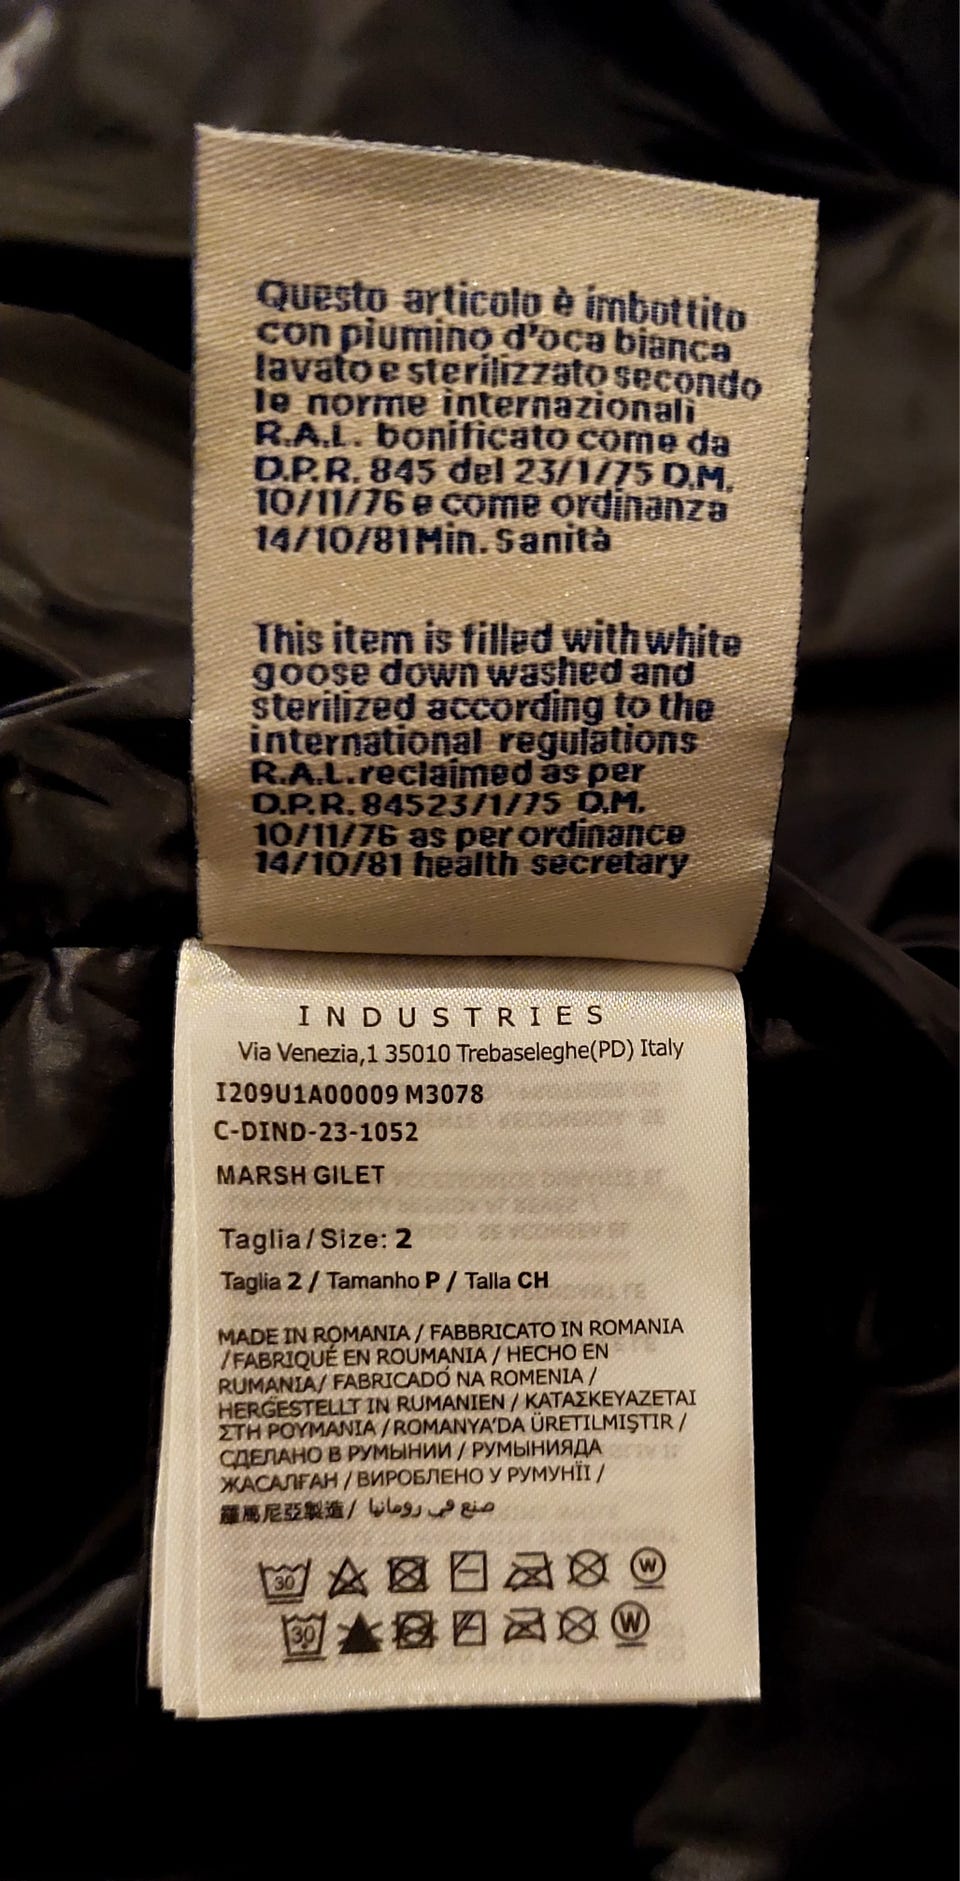 Questo articolo è imbottito
con piumino d'oca bianca
lavato e sterilizzato secondo
le norme internazionali
R.A.L. bonificato come da
D.P.R. 845 del 23/1/75 D.M.
10/11/76 e come ordinanza
14/10/81 Min. Sanità
This item is filled with white
goose down washed and
sterilized according to the
international regulations
R.A.L. reclaimed as per
D.P.R. 84523/1/75 D.M.
10/11/76 as per ordinance
14/10/81 health secretary
INDUSTRIES
Via Venezia,1 35010 Trebaseleghe(PD) Italy
I209U1A00009 M3078
C-DIND-23-1052
MARSH GILET
Taglia/Size: 2
Taglia 2 / Tamanho P / Talla CH
MADE IN ROMANIA / FABBRICATO IN ROMANIA
/FABRIQUÉ EN ROUMANIA / HECHO EN
RUMANIA/ FABRICADO NA ROMENIA /
HERGESTELLT IN RUMANIEN / ΚΑΤΑΣΚΕΥΑΖΕΤΑΙ
ΣΤΗ ΡΟΥΜΑΝΙΑ / ROMANYA'DA ÜRETILMIŞTIR /
СДЕЛАНО В РУМЫНИИ / РУМЫНИЯДА
ЖАСАЛҒАН / ВИРОБЛЕНО У РУМУНІЇ /
羅馬尼亞製造/ صنع في رومانيا
30 W
30 W